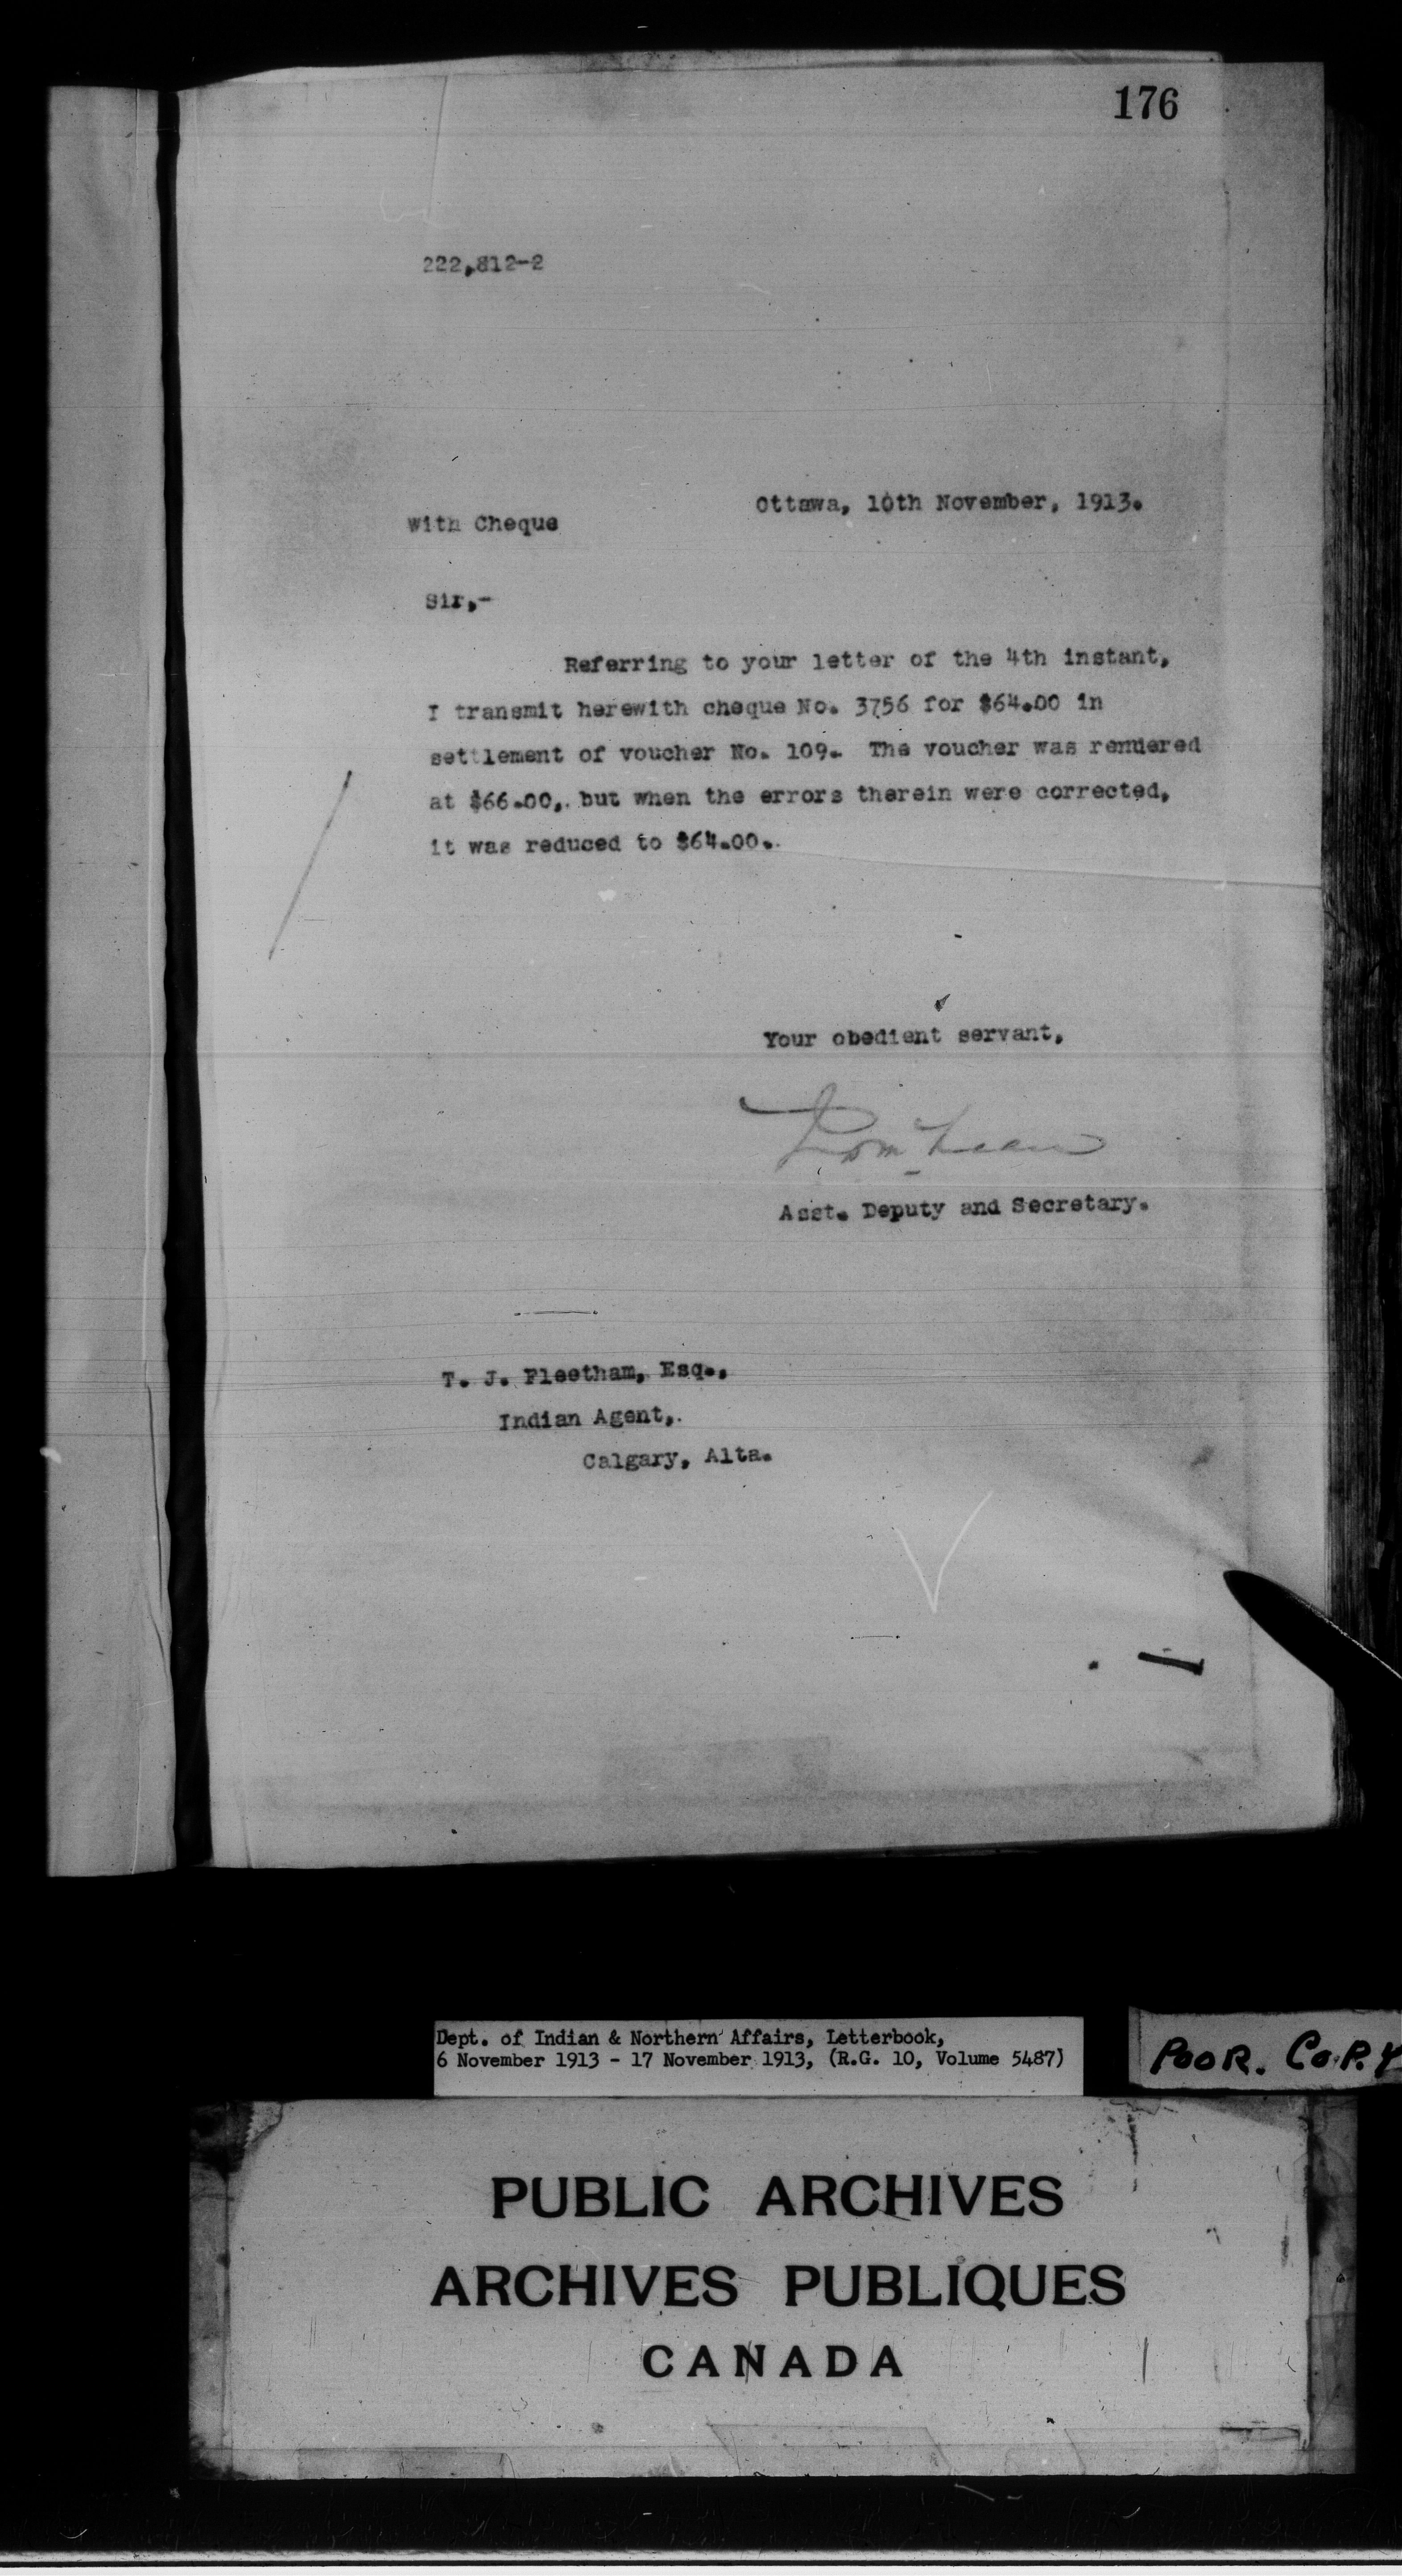 176
222,812-2
Ottawa, 10th November, 1913.
With Cheque
Sir,-
Referring to your letter of the 4th instant,
I transmit herewith cheque No. 3756 for $64.00 in
settlement of voucher No. 109. The voucher was rendered
at $66.00, but when the errors therein were corrected,
it was reduced to $64.00.
Your obedient servant,
Asst. Deputy and Secretary.
T. J. Fleetham, Esq.,
Indian Agent,
Calgary, Alta.
Dept. of Indian & Northern Affairs, Letterbook,
6 November 1913 - 17 November 1913, (R.G. 10, Volume 5487)
POOR. COPY
PUBLIC ARCHIVES
ARCHIVES PUBLIQUES
CANADA